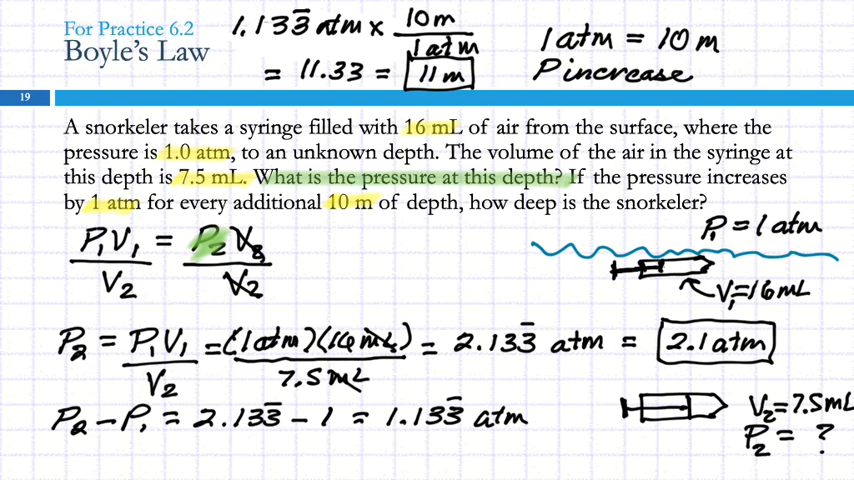 For Practice 6.2
Boyle's Law
1.133̅ atm x 10m / 1 atm
= 11.33 = 11 m
1 atm = 10 m
P increase
19
A snorkeler takes a syringe filled with 16 mL of air from the surface, where the
pressure is 1.0 atm, to an unknown depth. The volume of the air in the syringe at
this depth is 7.5 mL. What is the pressure at this depth? If the pressure increases
by 1 atm for every additional 10 m of depth, how deep is the snorkeler?
P₁V₁ / V₂ = P₂V₂ / V₂
P₁ = 1 atm
V₁ = 16 mL
P₂ = P₁V₁ / V₂ = (1 atm)(16 mL) / 7.5 mL = 2.133̅ atm = 2.1 atm
P₂ - P₁ = 2.133̅ - 1 = 1.133̅ atm
V₂ = 7.5 mL
P₂ = ?